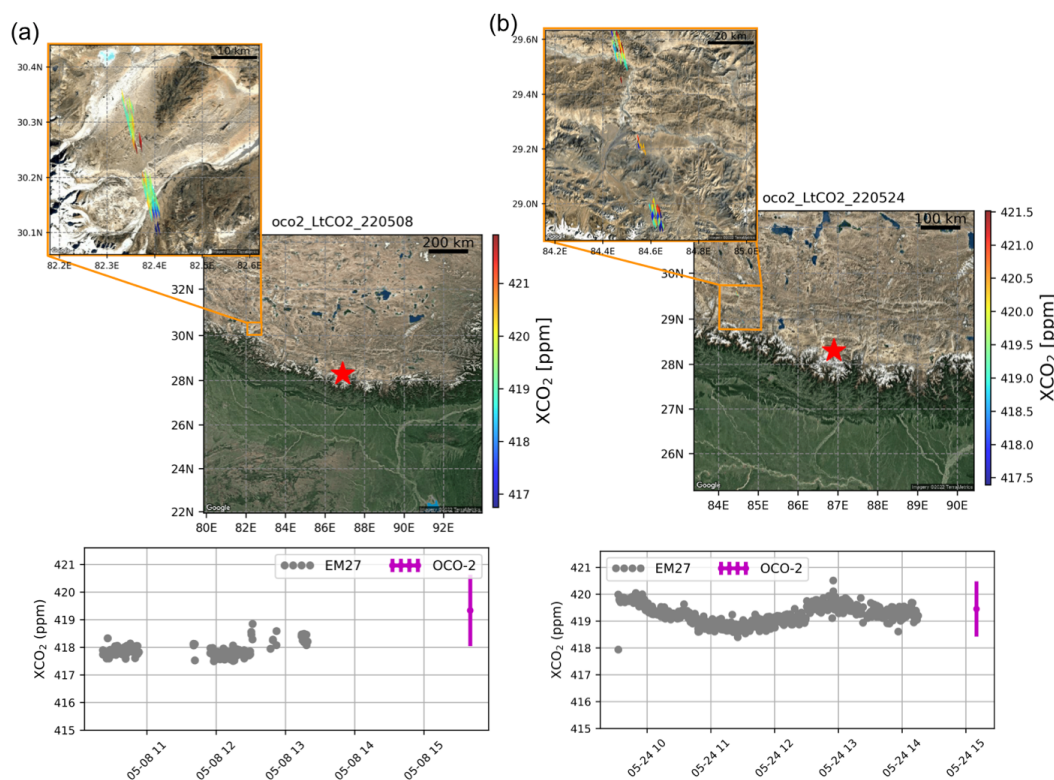 (a)
10 km
30.4N
30.3N
30.2N
30.1N
82.2E 82.3E 82.4E 82.5E 82.6E
oco2_LtCO2_220508
200 km
32N
30N
28N
26N
24N
22N
80E 82E 84E 86E 88E 90E 92E
Google
421
420
419
418
417
XCO₂ [ppm]
(b)
20 km
29.6N
29.4N
29.2N
29.0N
84.2E 84.4E 84.6E 84.8E 85.0E
oco2_LtCO2_220524
100 km
30N
29N
28N
27N
26N
84E 85E 86E 87E 88E 89E 90E
Google
421.5
421.0
420.5
420.0
419.5
419.0
418.5
418.0
417.5
XCO₂ [ppm]
EM27 OCO-2
421
420
419
418
417
416
415
XCO₂ (ppm)
05-08 11 05-08 12 05-08 13 05-08 14 05-08 15
EM27 OCO-2
421
420
419
418
417
416
415
XCO₂ (ppm)
05-24 10 05-24 11 05-24 12 05-24 13 05-24 14 05-24 15